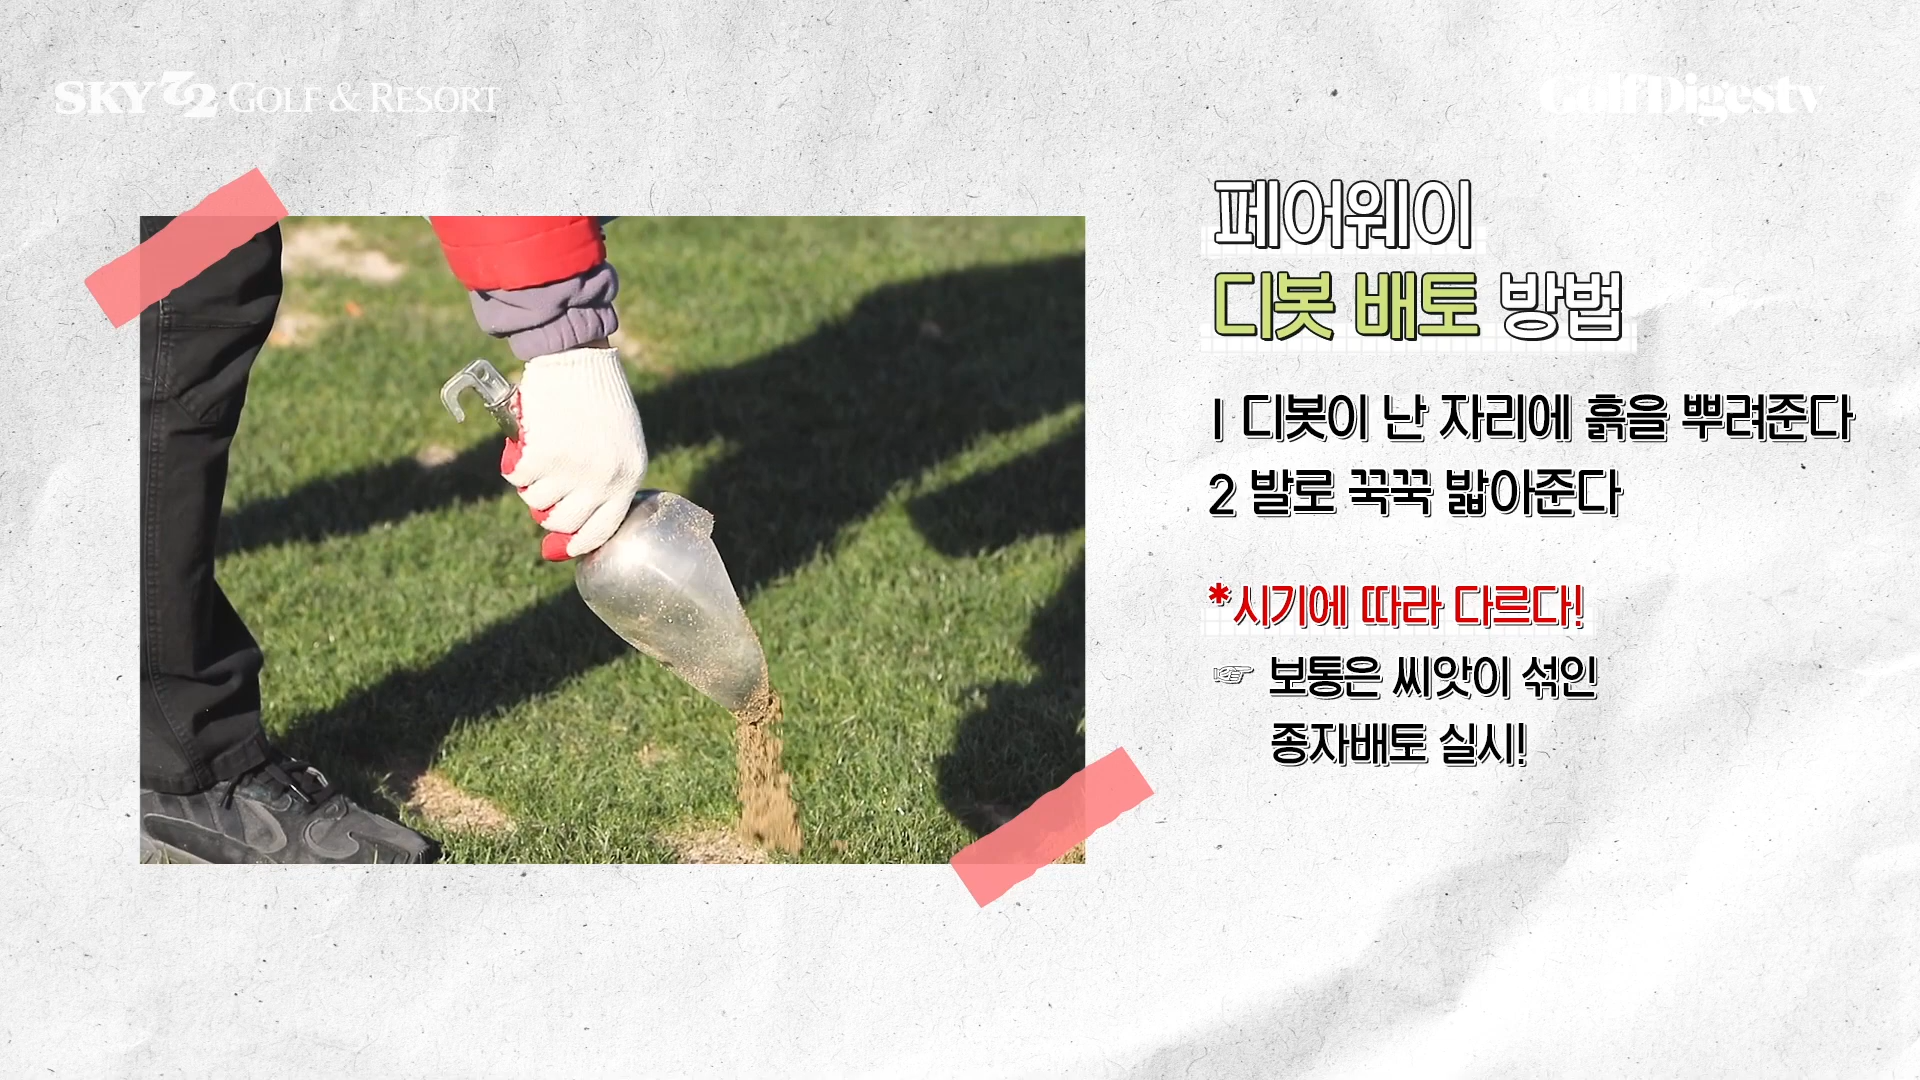 SKY72 GOLF & RESORT
GolfDigestv
페어웨이
디봇 배토 방법
1 디봇이 난 자리에 흙을 뿌려준다
2 발로 꾹꾹 밟아준다
*시기에 따라 다르다!
☞ 보통은 씨앗이 섞인
종자배토 실시!